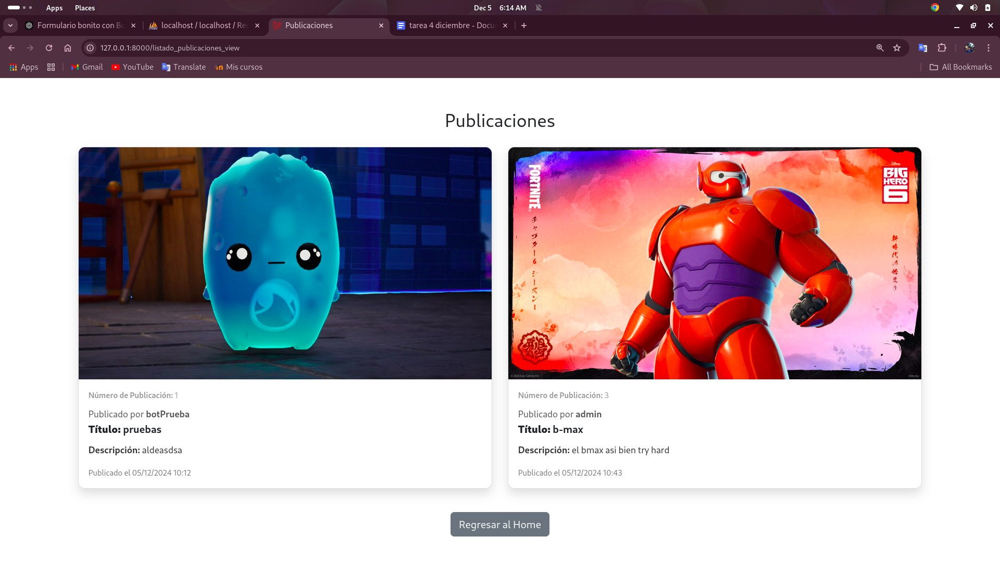 Apps Places Dec 5 6:14 AM
Formulario bonito con Bo localhost / localhost / Re Publicaciones tarea 4 diciembre - Docu
127.0.0.1:8000/listado_publicaciones_view
Apps Gmail YouTube Translate Mis cursos All Bookmarks
Publicaciones
FORTNITE
チャプター6 シーズン1
Disney
BIG
HERO
6
新時代の始まり
© 2024 Epic Games, Inc.
©Disney
Número de Publicación: 1
Publicado por botPrueba
Título: pruebas
Descripción: aldeasdsa
Publicado el 05/12/2024 10:12
Número de Publicación: 3
Publicado por admin
Título: b-max
Descripción: el bmax asi bien try hard
Publicado el 05/12/2024 10:43
Regresar al Home